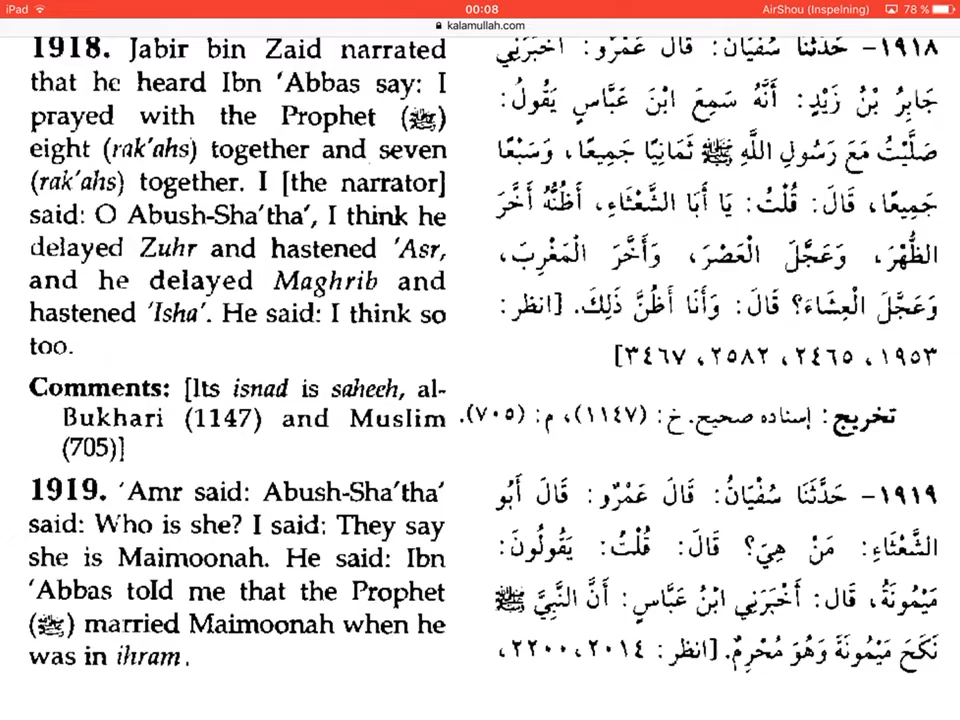 iPad 00:08 AirShou (Inspelning) 78 %
kalamullah.com
1918. Jabir bin Zaid narrated
that he heard Ibn 'Abbas say: I
prayed with the Prophet (ﷺ)
eight (rak'ahs) together and seven
(rak'ahs) together. I [the narrator]
said: O Abush-Sha'tha', I think he
delayed Zuhr and hastened 'Asr,
and he delayed Maghrib and
hastened 'Isha'. He said: I think so
too.
Comments: [Its isnad is saheeh, al-
Bukhari (1147) and Muslim
(705)]
1919. 'Amr said: Abush-Sha'tha'
said: Who is she? I said: They say
she is Maimoonah. He said: Ibn
'Abbas told me that the Prophet
(ﷺ) married Maimoonah when he
was in ihram.
١٩١٨- حَدَّثَنَا سُفْيَانُ: قَالَ عَمْرٌو: أَخْبَرَنِي
جَابِرُ بْنُ زَيْدٍ: أَنَّهُ سَمِعَ ابْنَ عَبَّاسٍ يَقُولُ:
صَلَّيْتُ مَعَ رَسُولِ اللَّهِ ﷺ ثَمَانِيًا جَمِيعًا، وَسَبْعًا
جَمِيعًا، قَالَ: قُلْتُ: يَا أَبَا الشَّعْثَاءِ، أَظُنُّهُ أَخَّرَ
الظُّهْرَ، وَعَجَّلَ الْعَصْرَ، وَأَخَّرَ الْمَغْرِبَ،
وَعَجَّلَ الْعِشَاءَ؟ قَالَ: وَأَنَا أَظُنُّ ذَلِكَ. [انظر:
١٩٥٣، ٢٤٦٥، ٢٥٨٢، ٣٤٦٧]
تخريج: إسناده صحيح. خ: (١١٤٧)، م: (٧٠٥).
١٩١٩- حَدَّثَنَا سُفْيَانُ: قَالَ عَمْرٌو: قَالَ أَبُو
الشَّعْثَاءِ: مَنْ هِيَ؟ قَالَ: قُلْتُ: يَقُولُونَ:
مَيْمُونَةُ، قَالَ: أَخْبَرَنِي ابْنُ عَبَّاسٍ: أَنَّ النَّبِيَّ ﷺ
نَكَحَ مَيْمُونَةَ وَهُوَ مُحْرِمٌ. [انظر: ٢٠١٤، ٢٢٠٠،